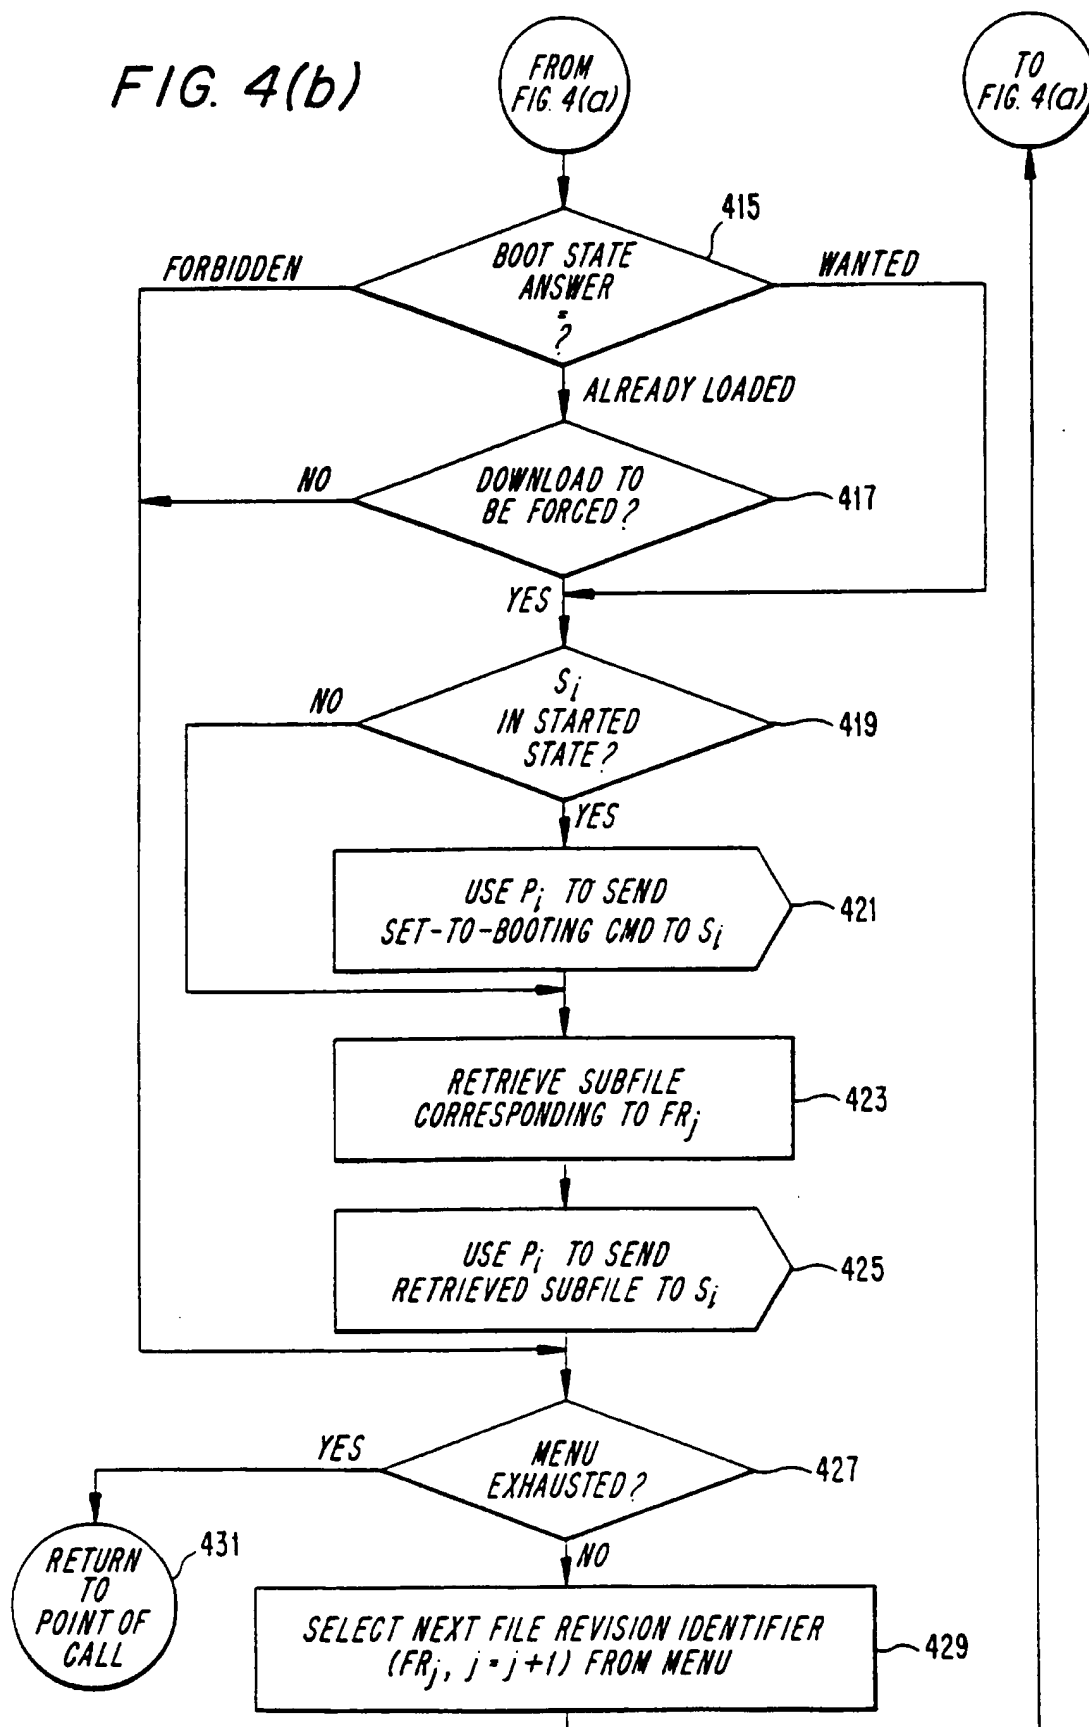 FIG. 4(b)
FROM
FIG. 4(a)
TO
FIG. 4(a)
415
BOOT STATE
ANSWER
=
?
FORBIDDEN
WANTED
ALREADY LOADED
DOWNLOAD TO
BE FORCED?
NO
417
YES
Si
IN STARTED
STATE?
NO
419
YES
USE Pi TO SEND
SET-TO-BOOTING CMD TO Si
421
RETRIEVE SUBFILE
CORRESPONDING TO FRj
423
USE Pi TO SEND
RETRIEVED SUBFILE TO Si
425
YES
MENU
EXHAUSTED?
427
RETURN
TO
POINT OF
CALL
431
NO
SELECT NEXT FILE REVISION IDENTIFIER
(FRj, j=j+1) FROM MENU
429